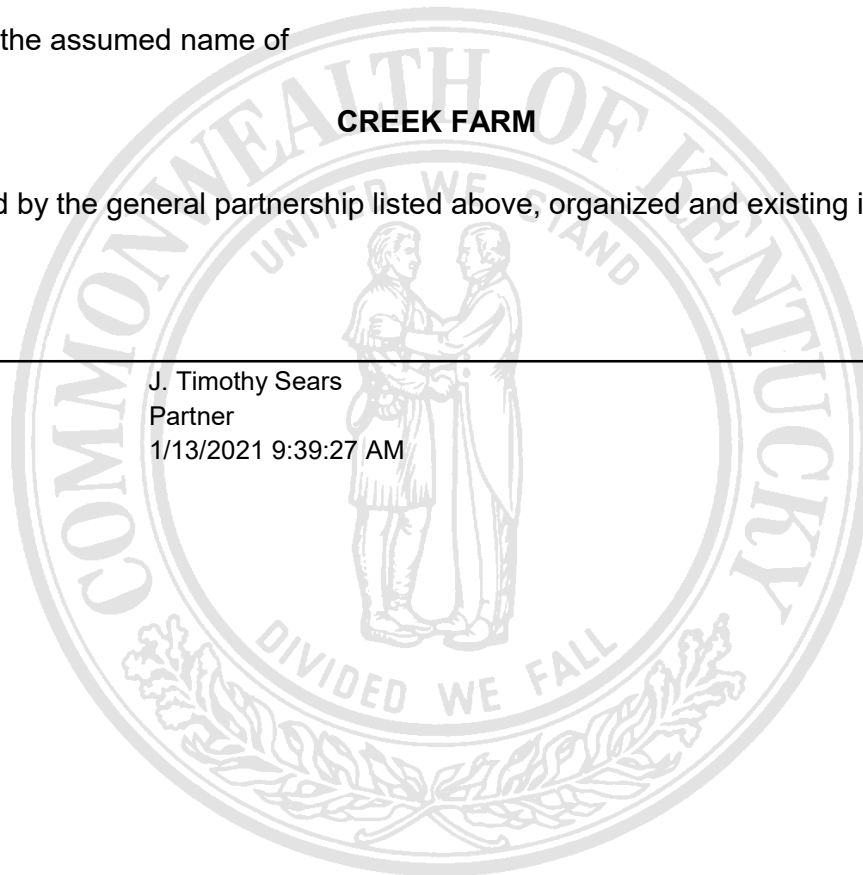 the assumed name of
CREEK FARM
by the general partnership listed above, organized and existing
J. Timothy Sears
Partner
1/13/2021 9:39:27 AM
COMMONWEALTH OF KENTUCKY
UNITED WE STAND
DIVIDED WE FALL